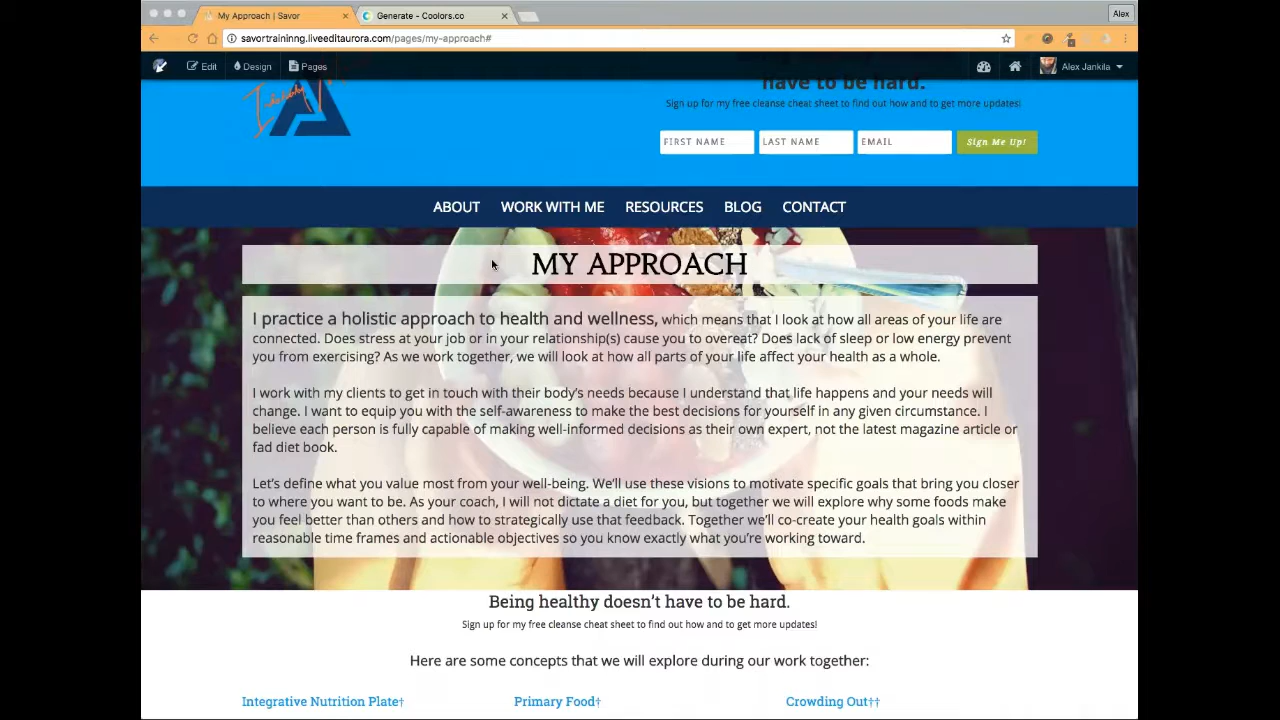 My Approach | Savor
Generate - Coolors.co
Alex
savortraininng.liveeditaurora.com/pages/my-approach#
Edit
Design
Pages
Alex Jankila
have to be hard.
Sign up for my free cleanse cheat sheet to find out how and to get more updates!
FIRST NAME
LAST NAME
EMAIL
Sign Me Up!
ABOUT
WORK WITH ME
RESOURCES
BLOG
CONTACT
MY APPROACH
I practice a holistic approach to health and wellness, which means that I look at how all areas of your life are
connected. Does stress at your job or in your relationship(s) cause you to overeat? Does lack of sleep or low energy prevent
you from exercising? As we work together, we will look at how all parts of your life affect your health as a whole.
I work with my clients to get in touch with their body's needs because I understand that life happens and your needs will
change. I want to equip you with the self-awareness to make the best decisions for yourself in any given circumstance. I
believe each person is fully capable of making well-informed decisions as their own expert, not the latest magazine article or
fad diet book.
Let's define what you value most from your well-being. We'll use these visions to motivate specific goals that bring you closer
to where you want to be. As your coach, I will not dictate a diet for you, but together we will explore why some foods make
you feel better than others and how to strategically use that feedback. Together we'll co-create your health goals within
reasonable time frames and actionable objectives so you know exactly what you're working toward.
Being healthy doesn't have to be hard.
Sign up for my free cleanse cheat sheet to find out how and to get more updates!
Here are some concepts that we will explore during our work together:
Integrative Nutrition Plate†
Primary Food†
Crowding Out††